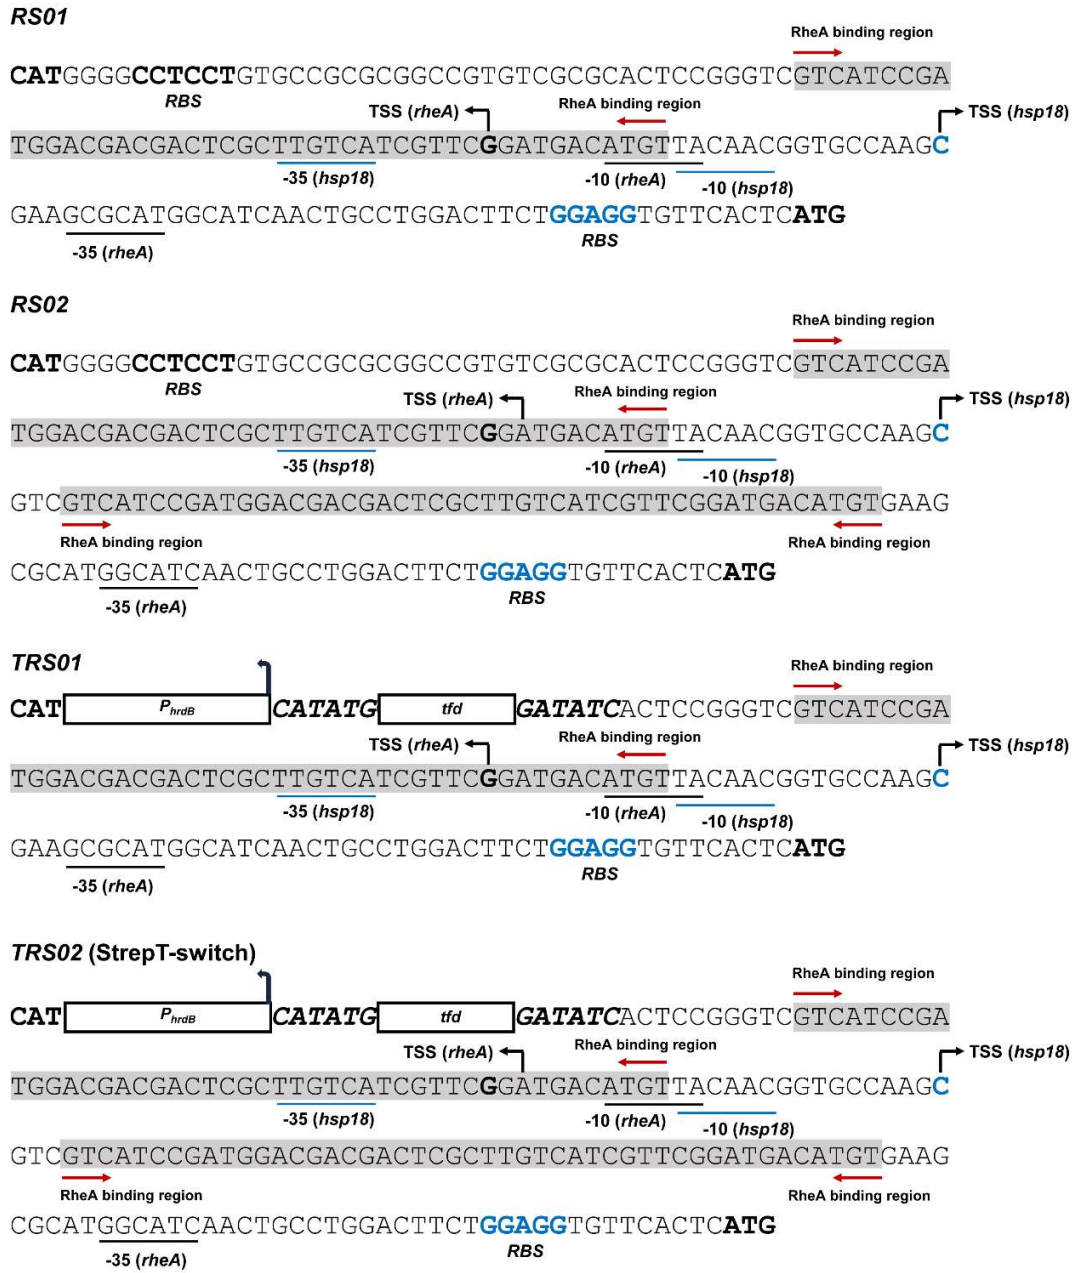 RS01
RheA binding region
CATGGGGCCTCCTGTGCCGCGCGGCCGTGTCGCGCACTCCGGGTCGTCATCCGA
RBS
TSS (rheA)
RheA binding region
TSS (hsp18)
TGGACGACGACTCGCTTGTCATCGTTCGGATGACATGTTACAACGGTGCCAAGC
-35 (hsp18)
-10 (rheA)
-10 (hsp18)
GAAGCGCATGGCATCAACTGCCTGGACTTCTGGAGGTGTTCACTCATG
-35 (rheA)
RBS
RS02
RheA binding region
CATGGGGCCTCCTGTGCCGCGCGGCCGTGTCGCGCACTCCGGGTCGTCATCCGA
RBS
TSS (rheA)
RheA binding region
TSS (hsp18)
TGGACGACGACTCGCTTGTCATCGTTCGGATGACATGTTACAACGGTGCCAAGC
-35 (hsp18)
-10 (rheA)
-10 (hsp18)
GTCGTCATCCGATGGACGACGACTCGCTTGTCATCGTTCGGATGACATGTGAAG
RheA binding region
RheA binding region
CGCATGGCATCAACTGCCTGGACTTCTGGAGGTGTTCACTCATG
-35 (rheA)
RBS
TRS01
RheA binding region
CAT PhrdB CATATG tfd GATATCACTCCGGGTCGTCATCCGA
TSS (rheA)
RheA binding region
TSS (hsp18)
TGGACGACGACTCGCTTGTCATCGTTCGGATGACATGTTACAACGGTGCCAAGC
-35 (hsp18)
-10 (rheA)
-10 (hsp18)
GAAGCGCATGGCATCAACTGCCTGGACTTCTGGAGGTGTTCACTCATG
-35 (rheA)
RBS
TRS02 (StrepT-switch)
RheA binding region
CAT PhrdB CATATG tfd GATATCACTCCGGGTCGTCATCCGA
TSS (rheA)
RheA binding region
TSS (hsp18)
TGGACGACGACTCGCTTGTCATCGTTCGGATGACATGTTACAACGGTGCCAAGC
-35 (hsp18)
-10 (rheA)
-10 (hsp18)
GTCGTCATCCGATGGACGACGACTCGCTTGTCATCGTTCGGATGACATGTGAAG
RheA binding region
RheA binding region
CGCATGGCATCAACTGCCTGGACTTCTGGAGGTGTTCACTCATG
-35 (rheA)
RBS